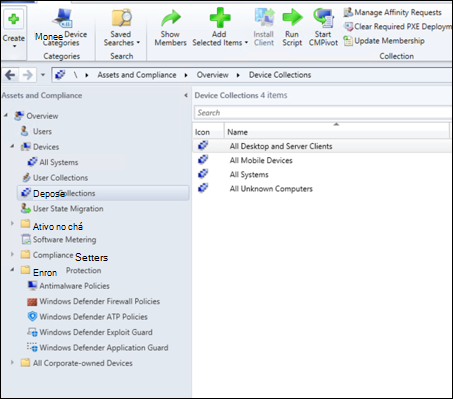 Create
Mones Device Categories
Saved Searches
Show Members
Add Selected Items
Install Client
Run Script
Start CMPivot
Manage Affinity Requests
Clear Required PXE Deploym
Update Membership
Categories
Search
Collection
\ Assets and Compliance Overview Device Collections
Assets and Compliance
Overview
Users
Devices
All Systems
User Collections
Depose Collections
User State Migration
Ativo no chá
Software Metering
Compliance Setters
Enron Protection
Antimalware Policies
Windows Defender Firewall Policies
Windows Defender ATP Policies
Windows Defender Exploit Guard
Windows Defender Application Guard
All Corporate-owned Devices
Device Collections 4 items
Search
Icon Name
All Desktop and Server Clients
All Mobile Devices
All Systems
All Unknown Computers